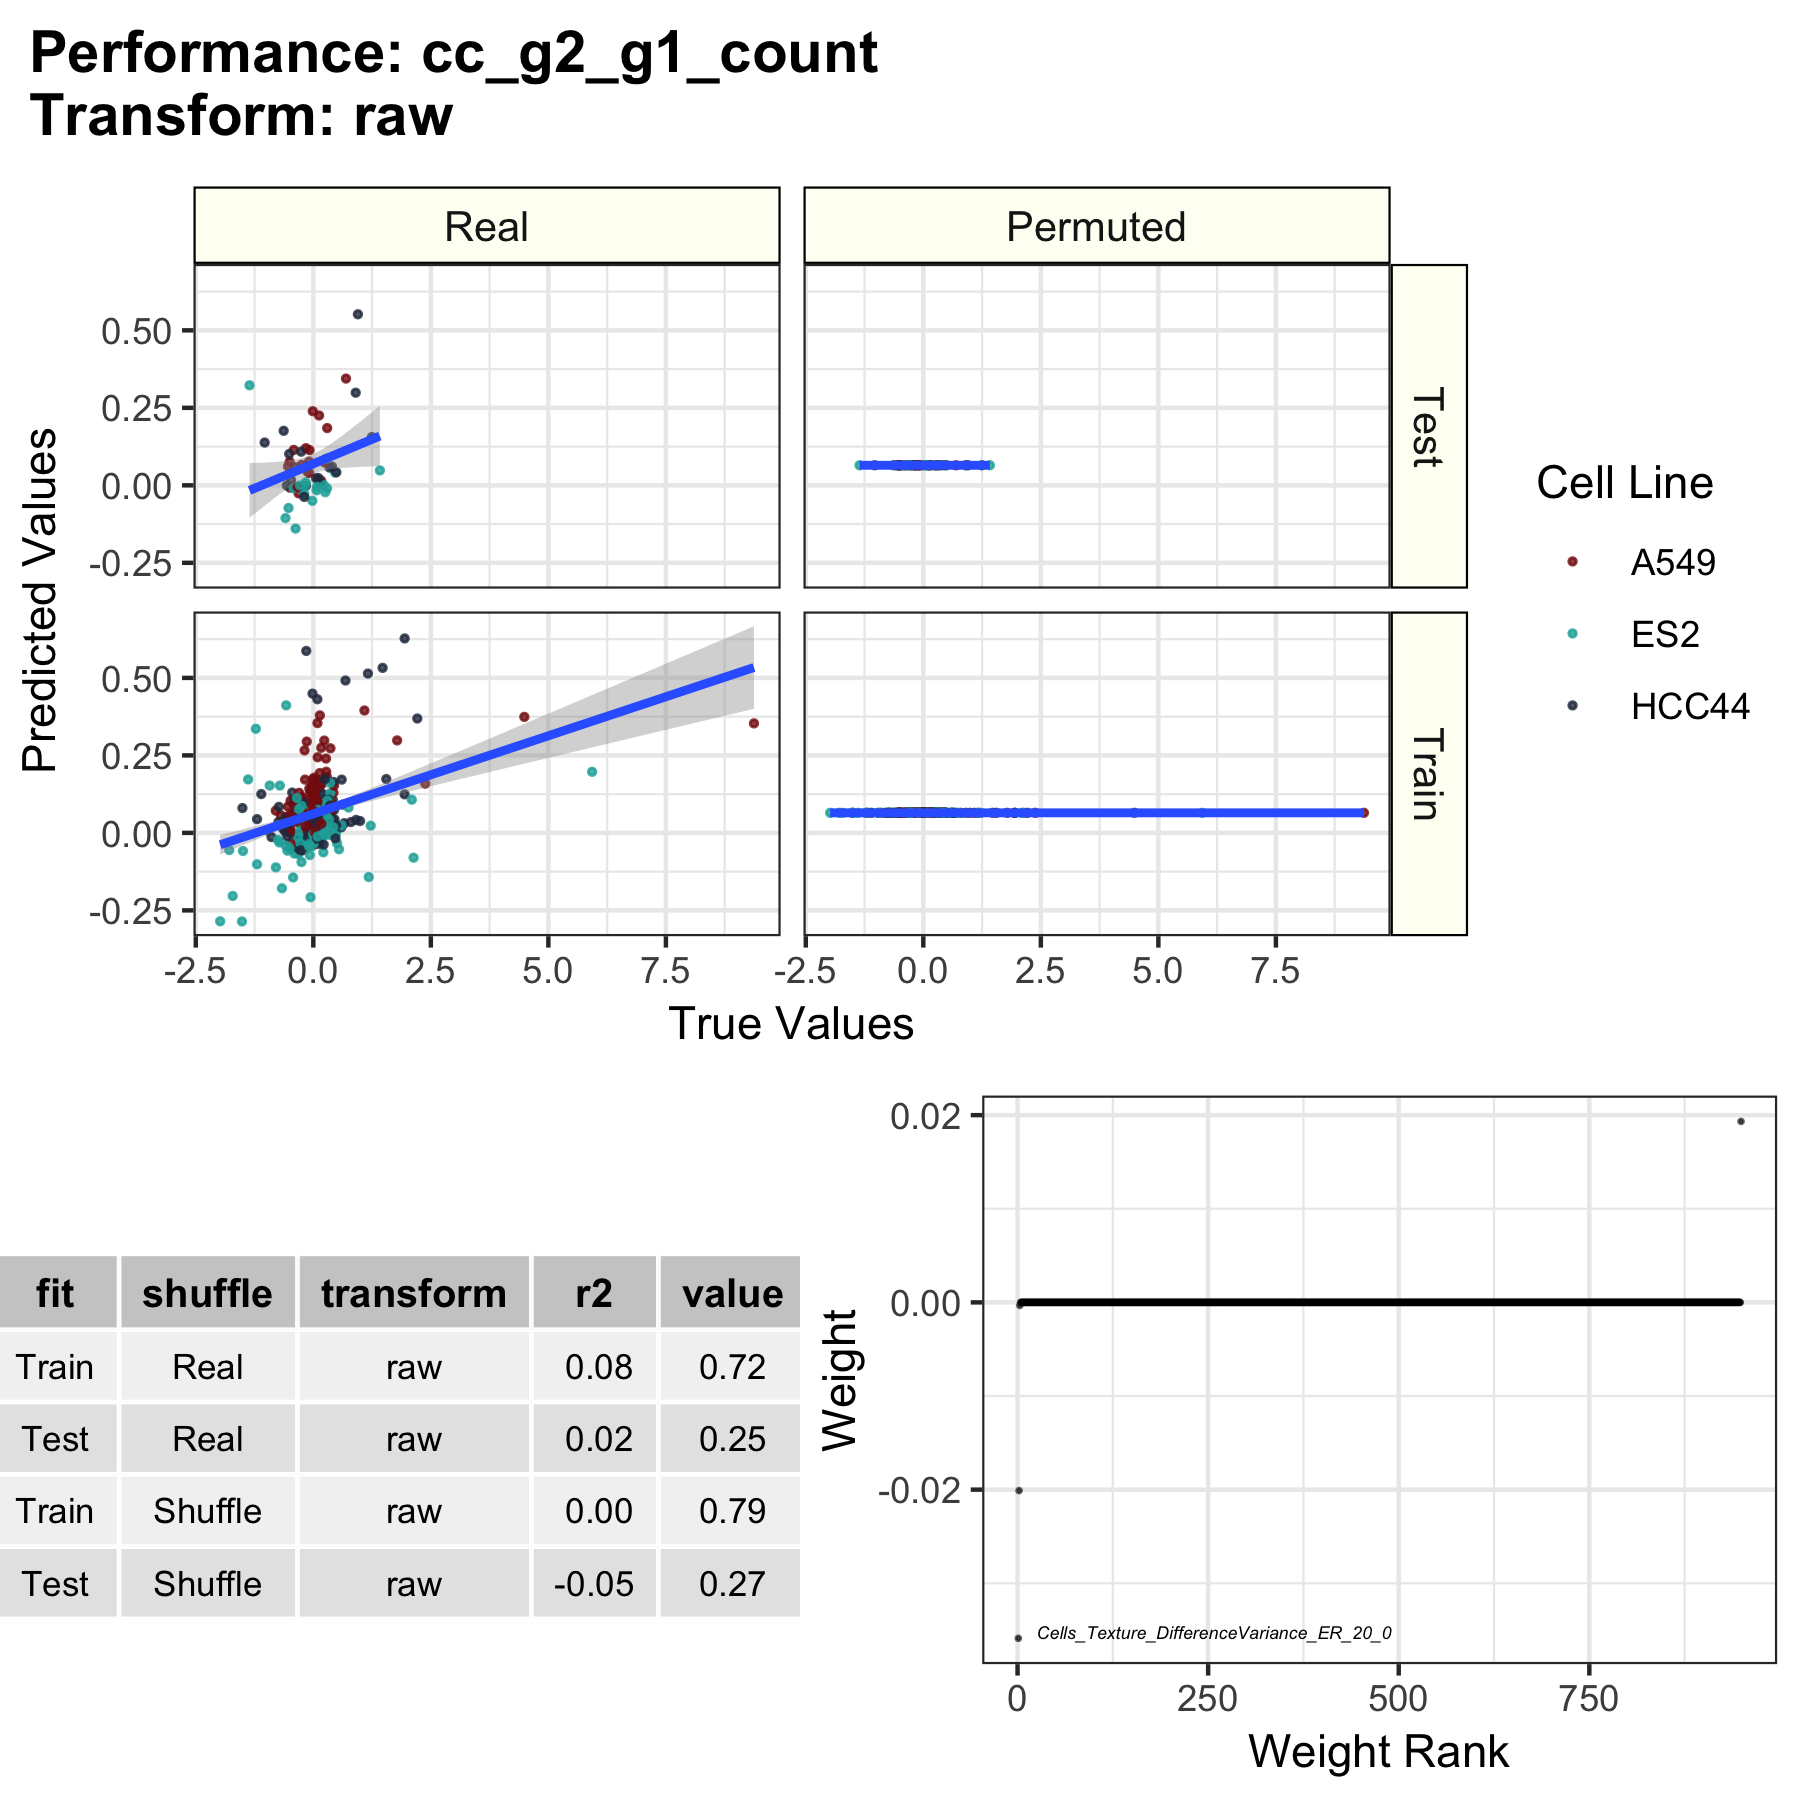 Performance: cc_g2_g1_count
Transform: raw
Real
Permuted
0.50
0.25
0.00
-0.25
Test
0.50
0.25
0.00
-0.25
Train
Predicted Values
-2.5
0.0
2.5
5.0
7.5
-2.5
0.0
2.5
5.0
7.5
True Values
Cell Line
A549
ES2
HCC44
fit shuffle transform r2 value
Train Real raw 0.08 0.72
Test Real raw 0.02 0.25
Train Shuffle raw 0.00 0.79
Test Shuffle raw -0.05 0.27
0.02
0.00
-0.02
Weight
Cells_Texture_DifferenceVariance_ER_20_0
0
250
500
750
Weight Rank